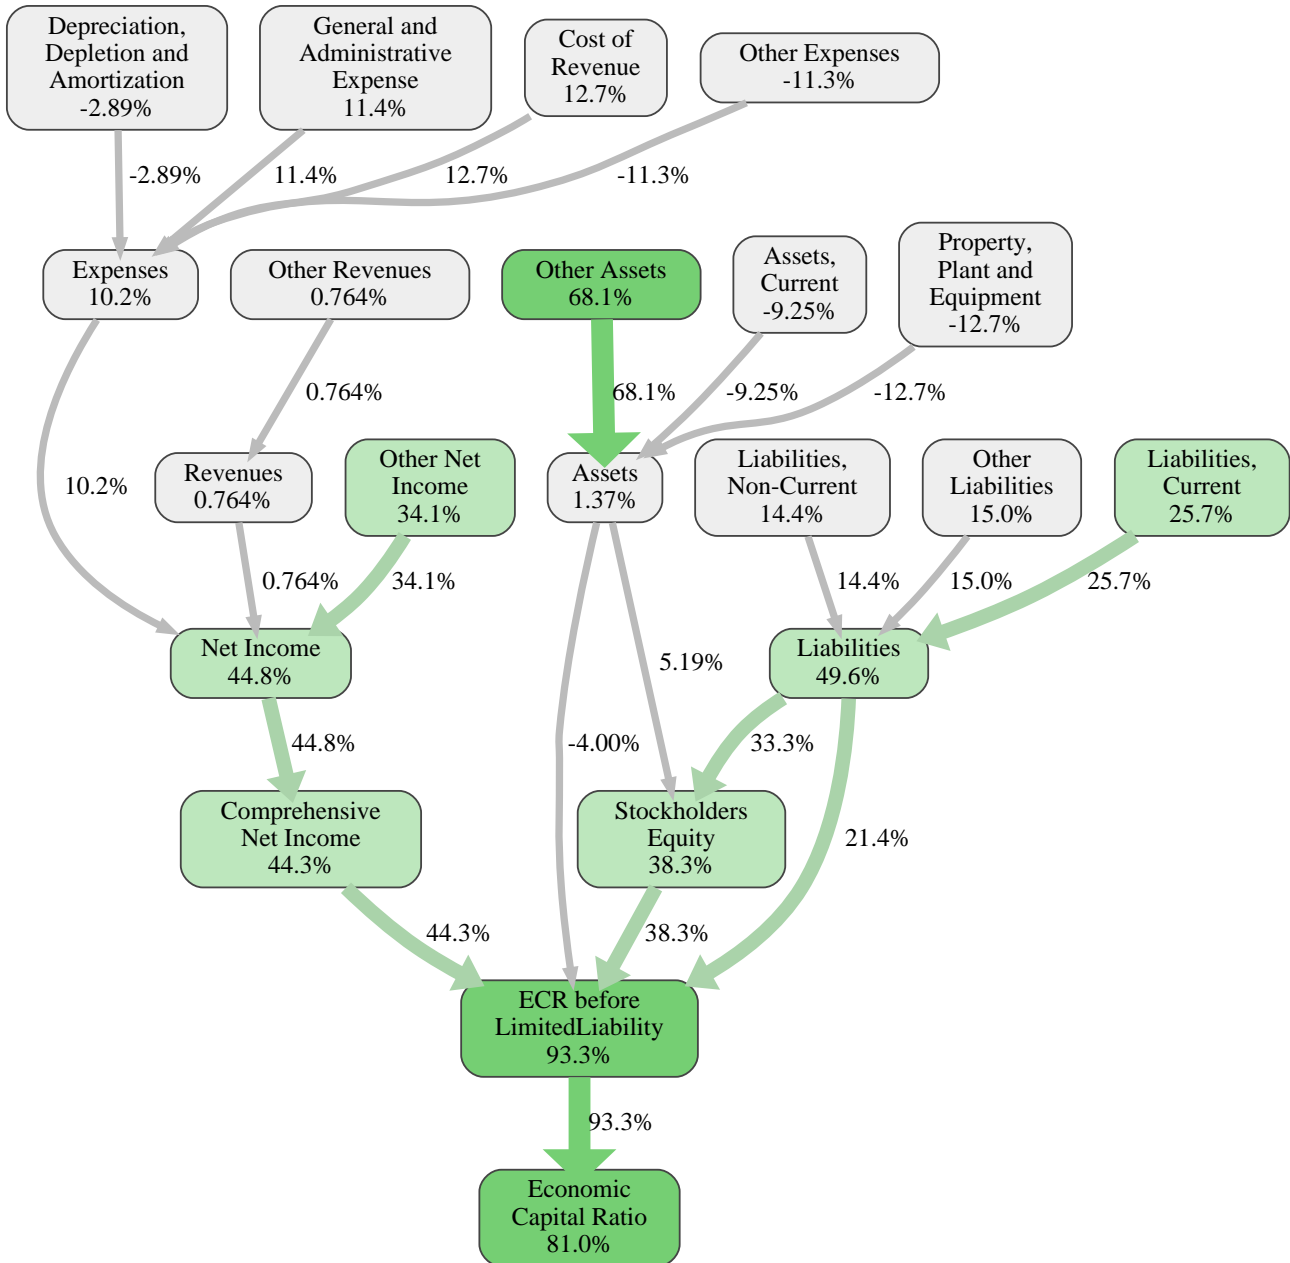 Depreciation,
Depletion and
Amortization
-2.89%
General and
Administrative
Expense
11.4%
Cost of
Revenue
12.7%
Other Expenses
-11.3%
-2.89%
11.4%
12.7%
-11.3%
Expenses
10.2%
Other Revenues
0.764%
Other Assets
68.1%
Assets,
Current
-9.25%
Property,
Plant and
Equipment
-12.7%
0.764%
68.1%
-9.25%
-12.7%
10.2%
Revenues
0.764%
Other Net
Income
34.1%
Assets
1.37%
Liabilities,
Non-Current
14.4%
Other
Liabilities
15.0%
Liabilities,
Current
25.7%
0.764%
34.1%
14.4%
15.0%
25.7%
Net Income
44.8%
5.19%
Liabilities
49.6%
44.8%
-4.00%
33.3%
Comprehensive
Net Income
44.3%
Stockholders
Equity
38.3%
21.4%
44.3%
38.3%
ECR before
LimitedLiability
93.3%
93.3%
Economic
Capital Ratio
81.0%